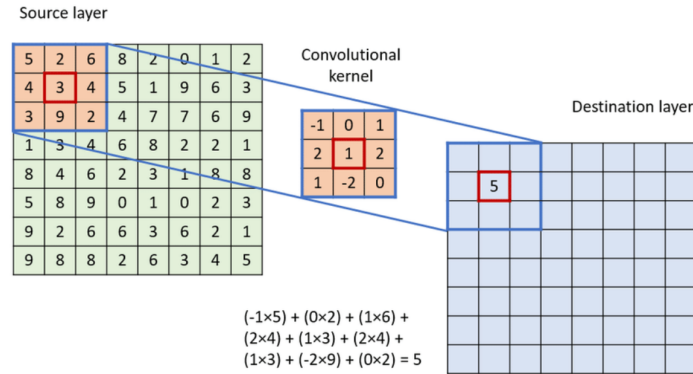 Source layer
5 2 6 8 2 0 1 2
4 3 4 5 1 9 6 3
3 9 2 4 7 7 6 9
1 3 4 6 8 2 2 1
8 4 6 2 3 1 8 8
5 8 9 0 1 0 2 3
9 2 6 6 3 6 2 1
9 8 8 2 6 3 4 5
Convolutional
kernel
-1 0 1
2 1 2
1 -2 0
Destination layer
5
(-1×5) + (0×2) + (1×6) +
(2×4) + (1×3) + (2×4) +
(1×3) + (-2×9) + (0×2) = 5